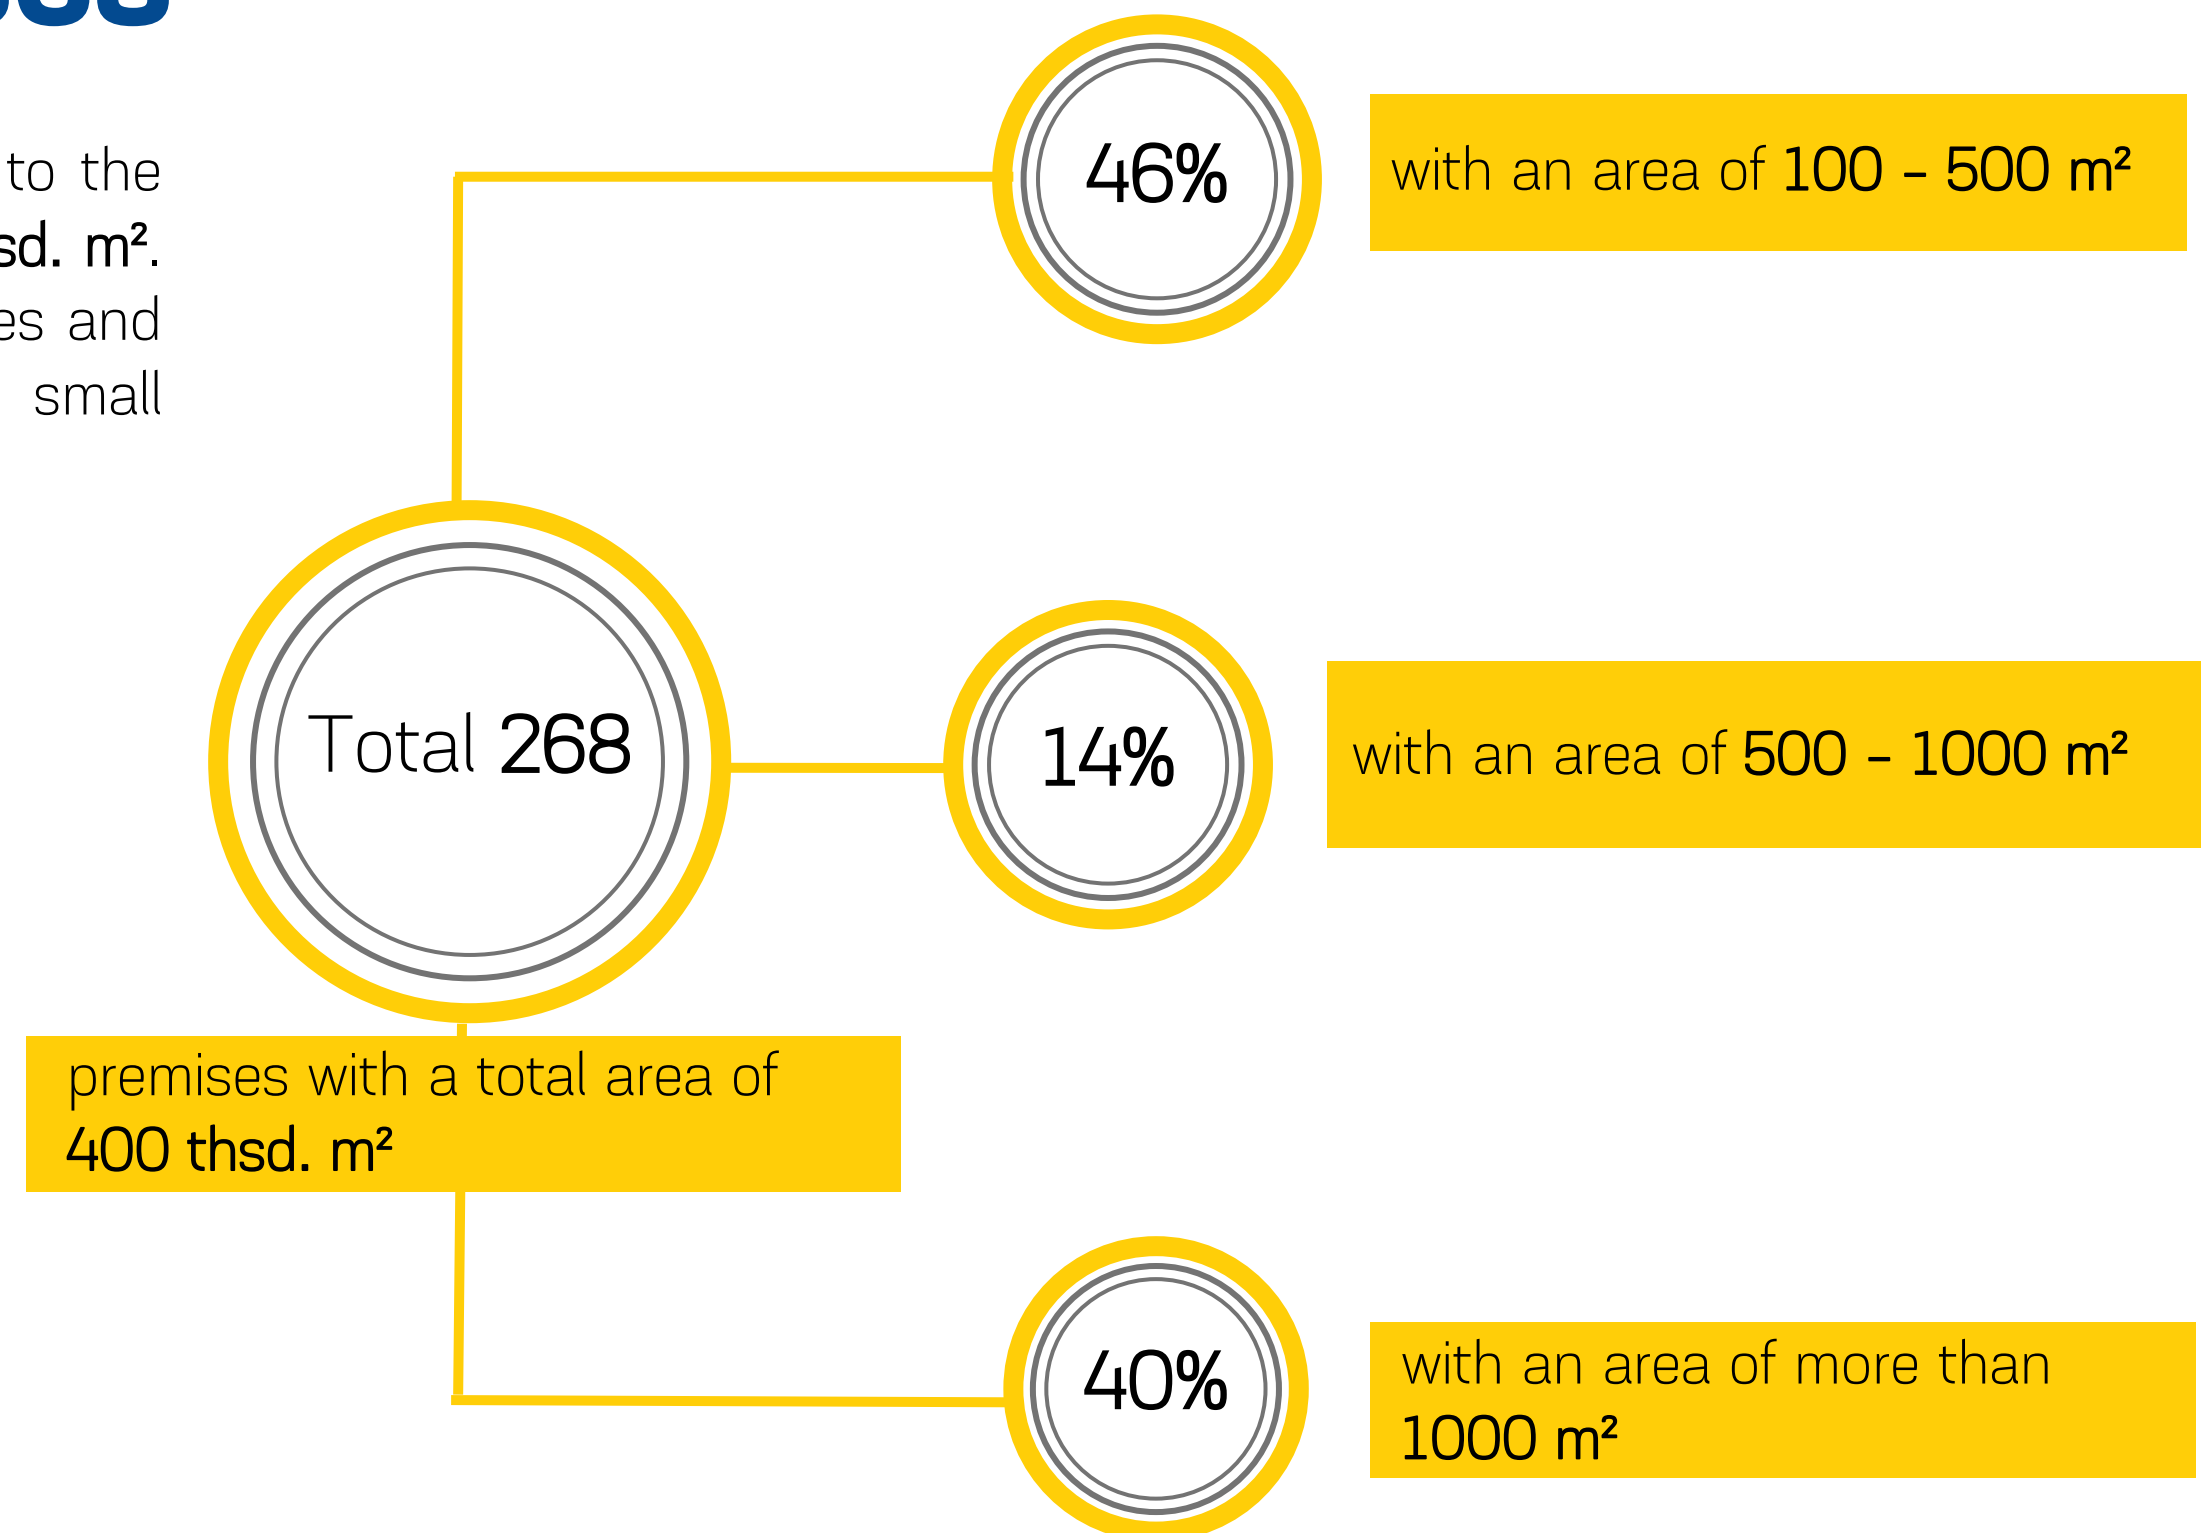 to the
m².
and
small
46%
with an area of 100 – 500 m²
Total 268
14%
with an area of 500 – 1000 m²
premises with a total area of
400 thsd. m²
40%
with an area of more than
1000 m²